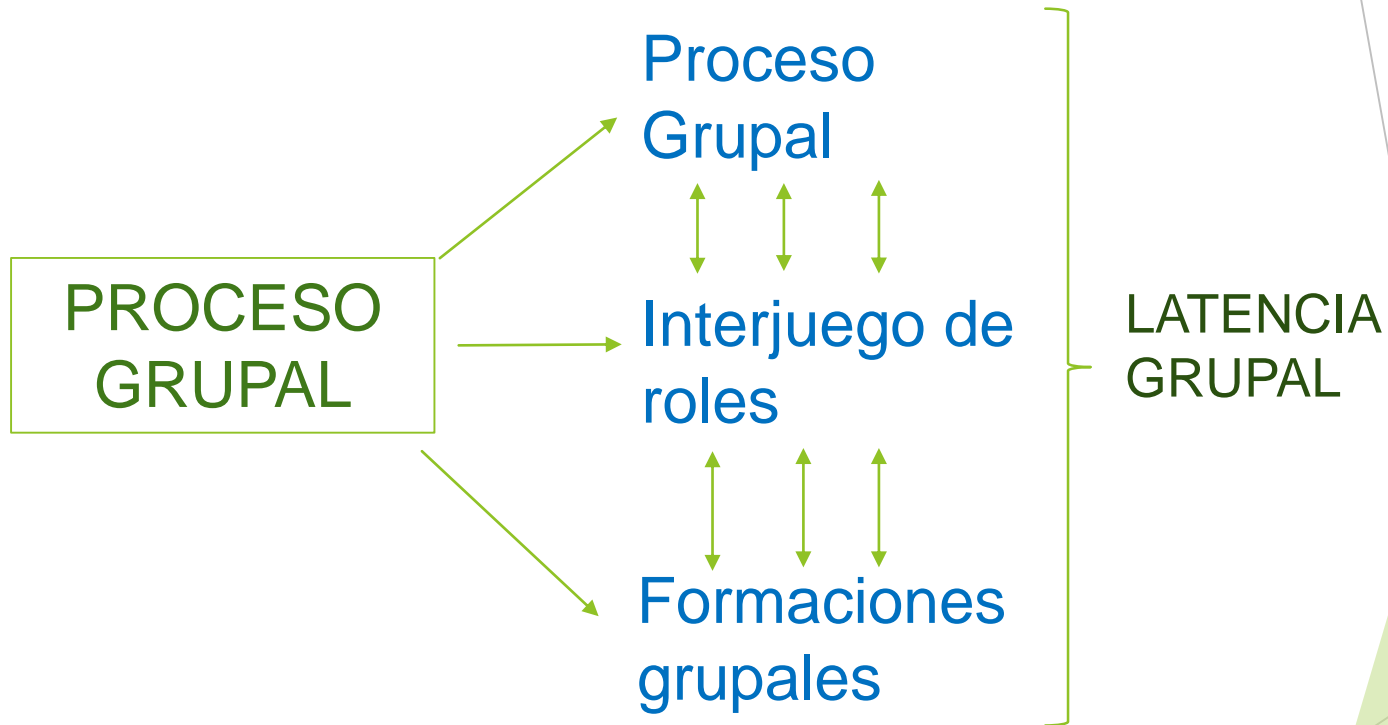 PROCESO
GRUPAL
Proceso
Grupal
Interjuego de
roles
Formaciones
grupales
LATENCIA
GRUPAL